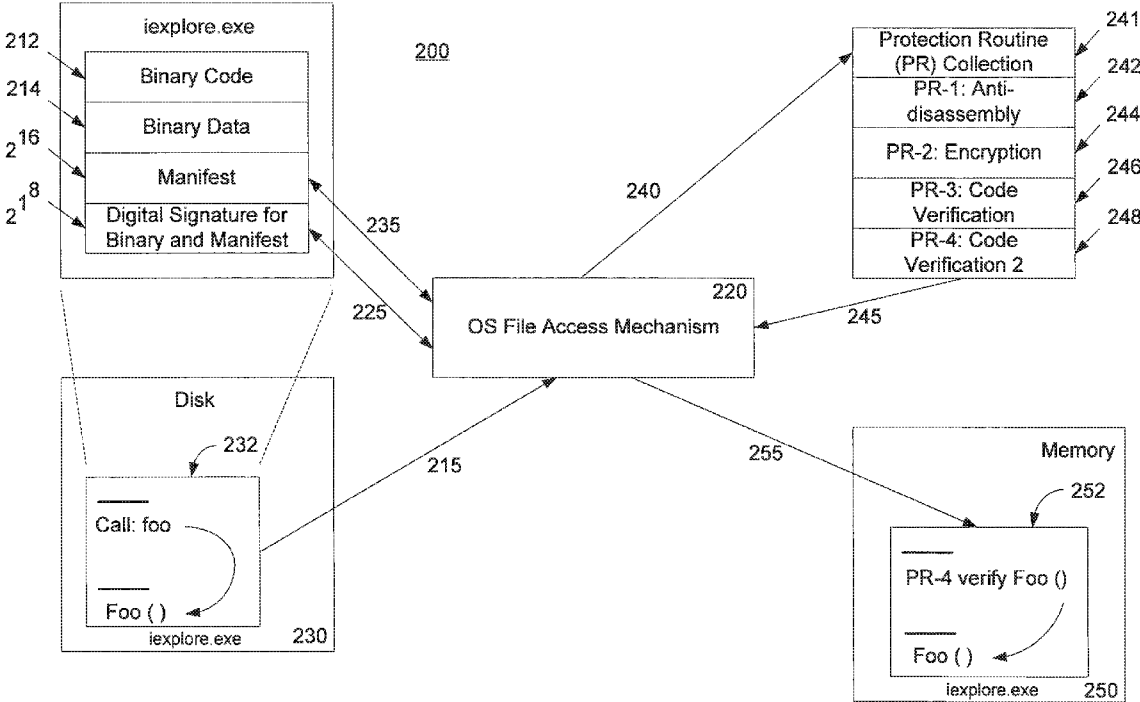 iexplore.exe
212
Binary Code
214
Binary Data
216
Manifest
218
Digital Signature for
Binary and Manifest
200
241
Protection Routine
(PR) Collection
242
PR-1: Anti-
disassembly
244
PR-2: Encryption
246
PR-3: Code
Verification
248
PR-4: Code
Verification 2
235
225
240
245
220
OS File Access Mechanism
Disk
232
Call: foo
Foo ( )
iexplore.exe
230
215
255
Memory
252
PR-4 verify Foo ()
Foo ( )
iexplore.exe
250